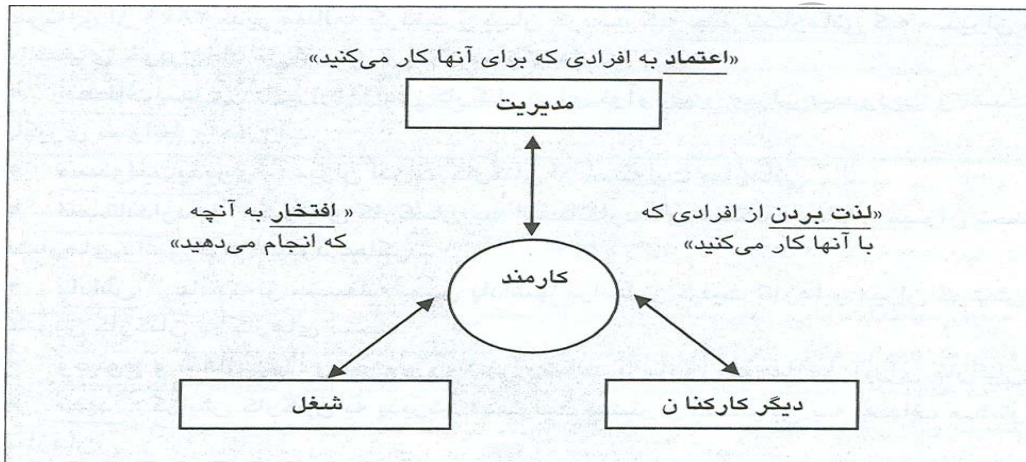 «اعتماد به افرادی که برای آنها کار می‌کنید»
مدیریت
«لذت بردن از افرادی که
با آنها کار می‌کنید»
« افتخار به آنچه
که انجام می‌دهید»
کارمند
دیگر کارکنا ن
شغل